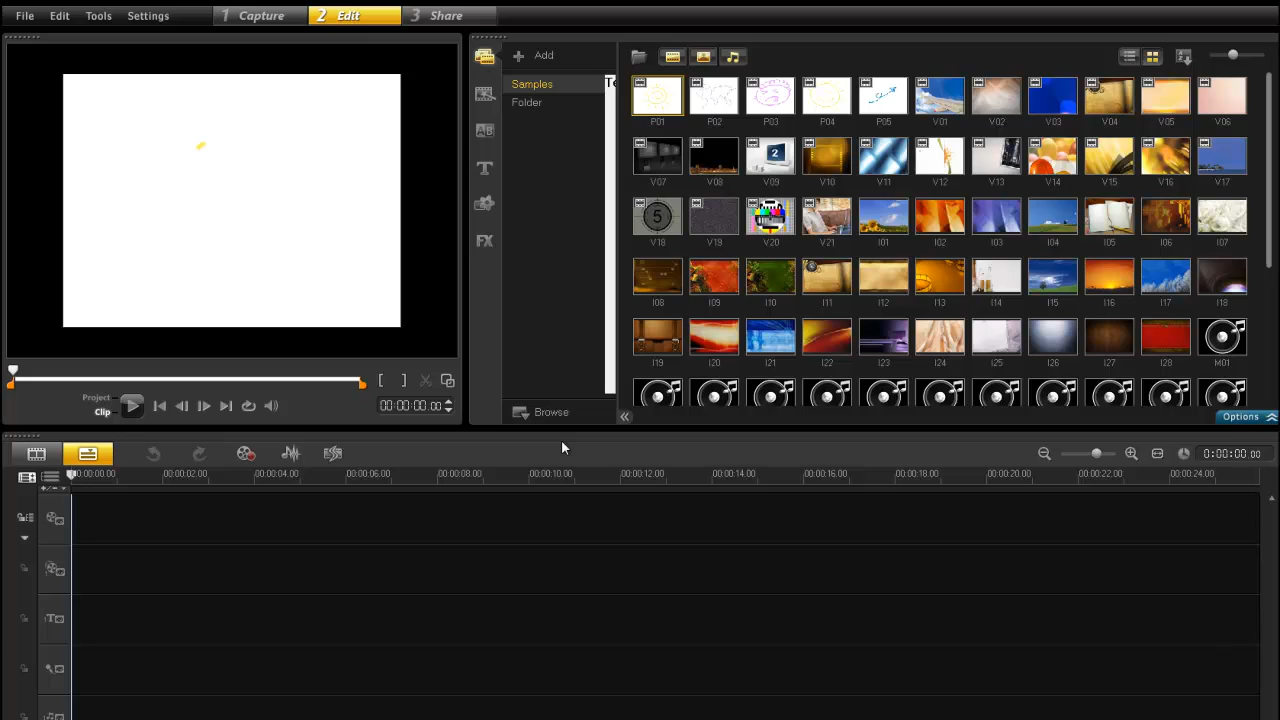 File Edit Tools Settings 1 Capture 2 Edit 3 Share
Add
Samples
Folder
P01 P02 P03 P04 P05 V01 V02 V03 V04 V05 V06
V07 V08 V09 V10 V11 V12 V13 V14 V15 V16 V17
V18 V19 V20 V21 I01 I02 I03 I04 I05 I06 I07
I08 I09 I10 I11 I12 I13 I14 I15 I16 I17 I18
I19 I20 I21 I22 I23 I24 I25 I26 I27 I28 M01
Project
Clip
00:00:00.00
Browse
Options
0:00:00.00
00:00:00.00 00:00:02.00 00:00:04.00 00:00:06.00 00:00:08.00 00:00:10.00 00:00:12.00 00:00:14.00 00:00:16.00 00:00:18.00 00:00:20.00 00:00:22.00 00:00:24.00
AB
T
FX